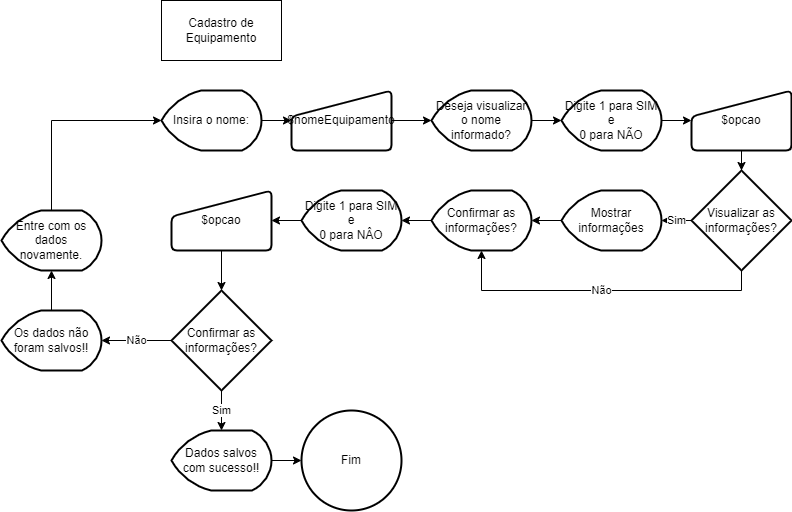 Cadastro de
Equipamento
Insira o nome:
$nomeEquipamento
Deseja visualizar
o nome
informado?
Digite 1 para SIM
e
0 para NÃO
$opcao
Visualizar as
informações?
Sim
Mostrar
informações
Não
Confirmar as
informações?
Digite 1 para SIM
e
0 para NÂO
$opcao
Confirmar as
informações?
Não
Os dados não
foram salvos!!
Entre com os
dados
novamente.
Sim
Dados salvos
com sucesso!!
Fim